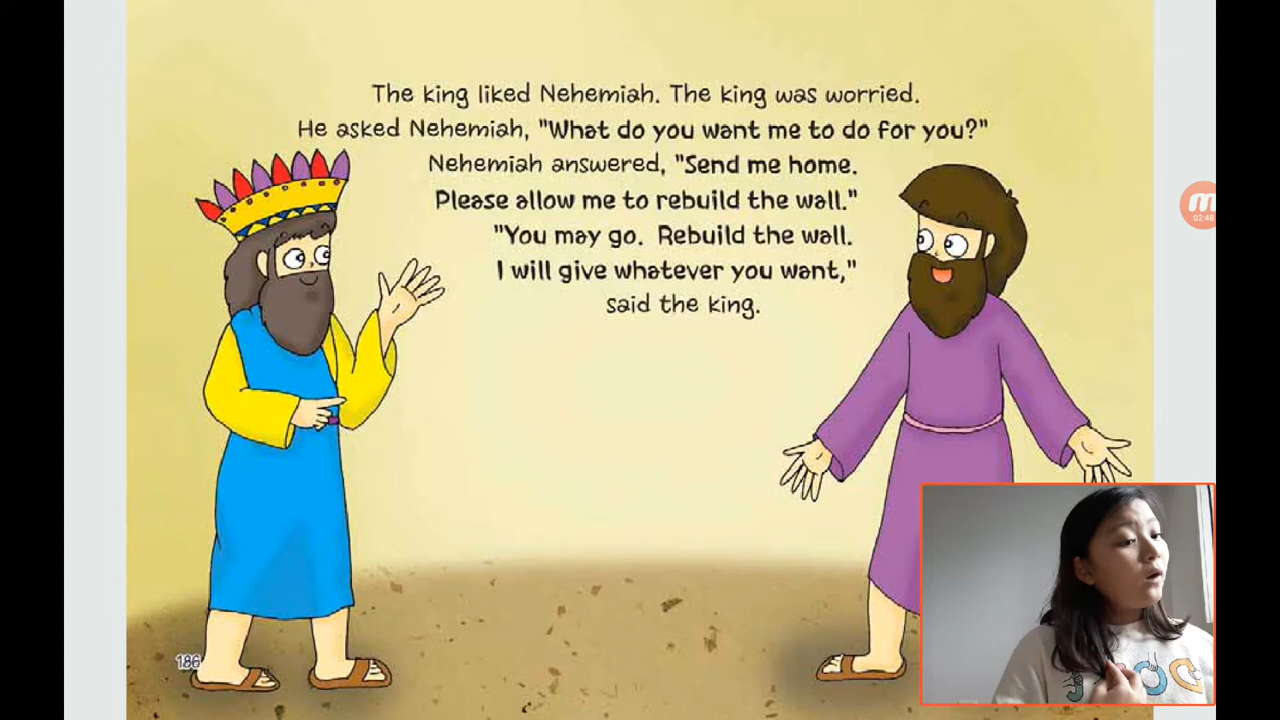 The king liked Nehemiah. The king was worried.
He asked Nehemiah, "What do you want me to do for you?"
Nehemiah answered, "Send me home.
Please allow me to rebuild the wall."
"You may go. Rebuild the wall.
I will give whatever you want,"
said the king.
02:48
186